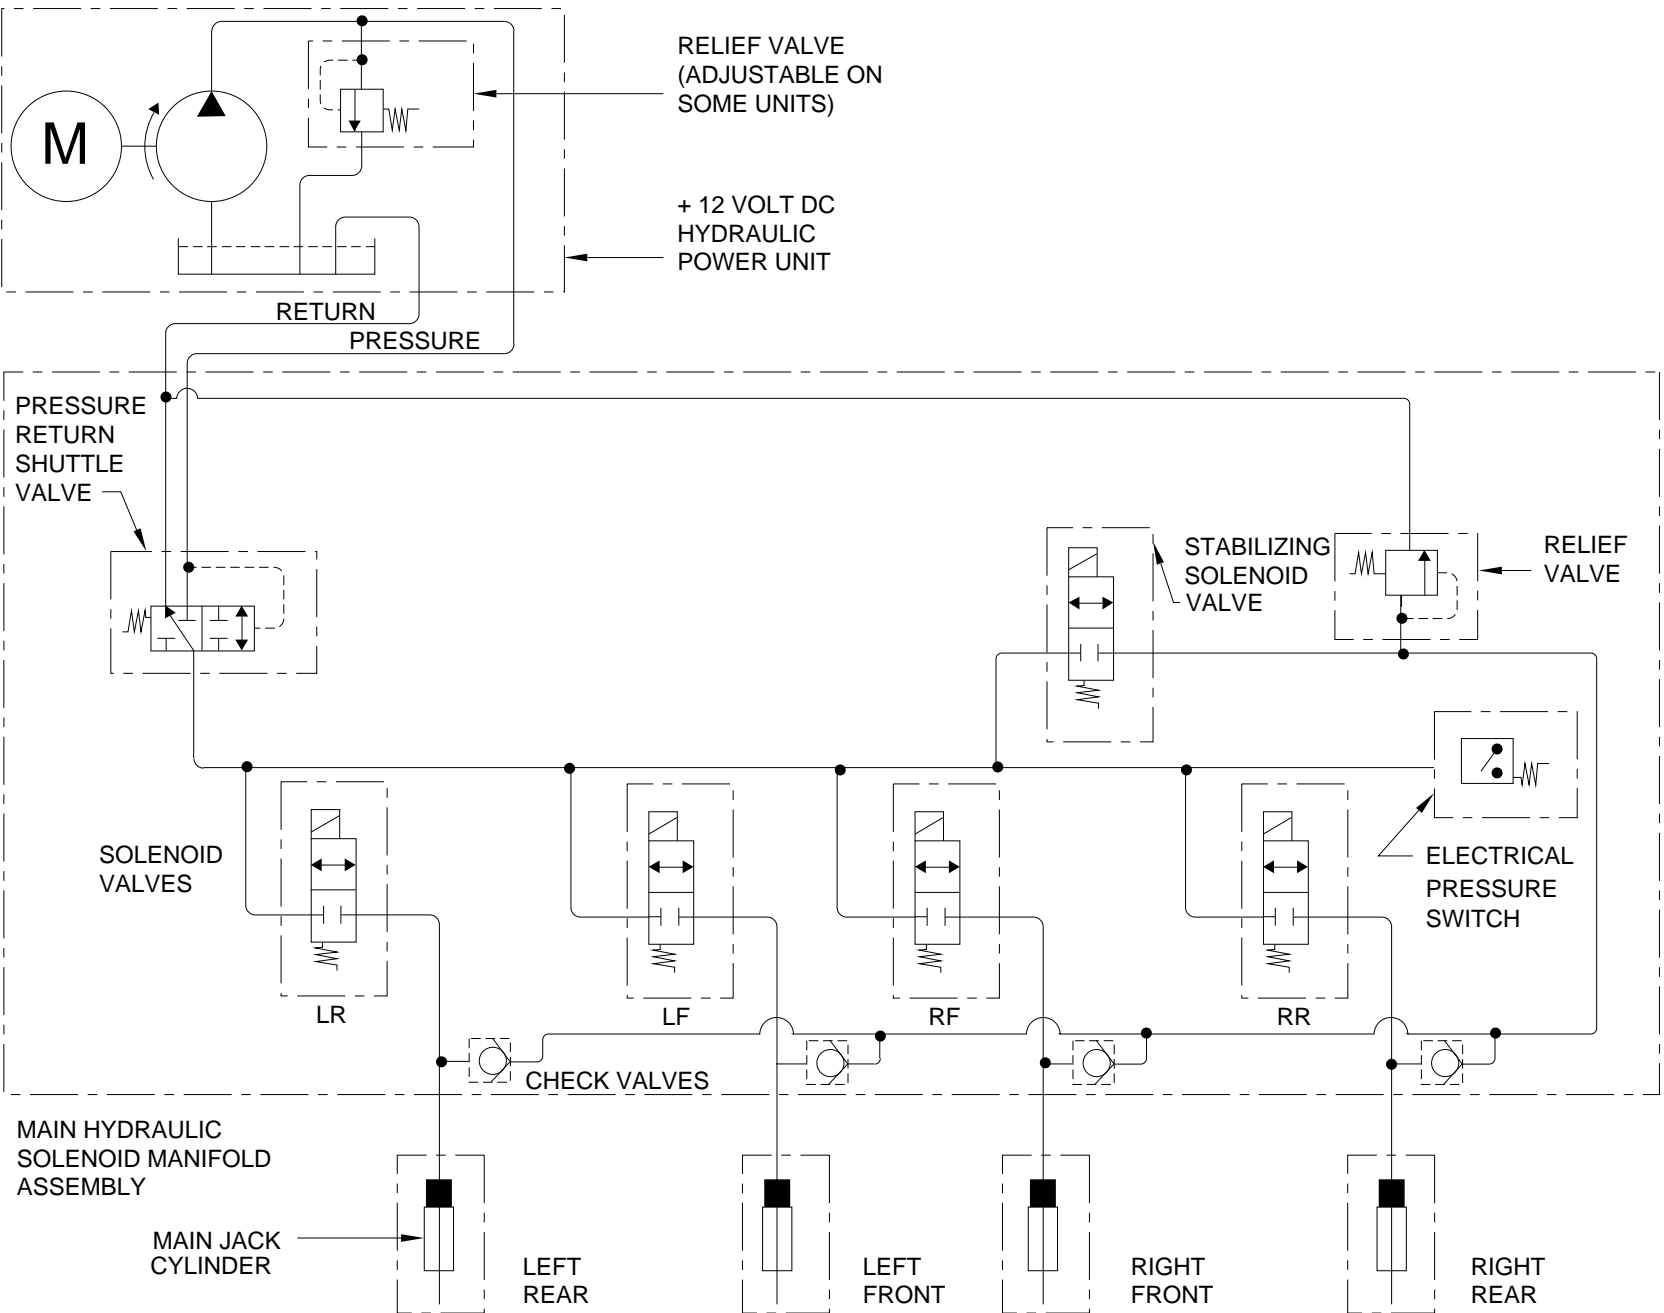 RELIEF VALVE
(ADJUSTABLE ON
SOME UNITS)
M
+ 12 VOLT DC
HYDRAULIC
POWER UNIT
RETURN
PRESSURE
PRESSURE
RETURN
SHUTTLE
VALVE
STABILIZING
SOLENOID
VALVE
RELIEF
VALVE
SOLENOID
VALVES
ELECTRICAL
PRESSURE
SWITCH
LR
LF
RF
RR
CHECK VALVES
MAIN HYDRAULIC
SOLENOID MANIFOLD
ASSEMBLY
MAIN JACK
CYLINDER
LEFT
REAR
LEFT
FRONT
RIGHT
FRONT
RIGHT
REAR